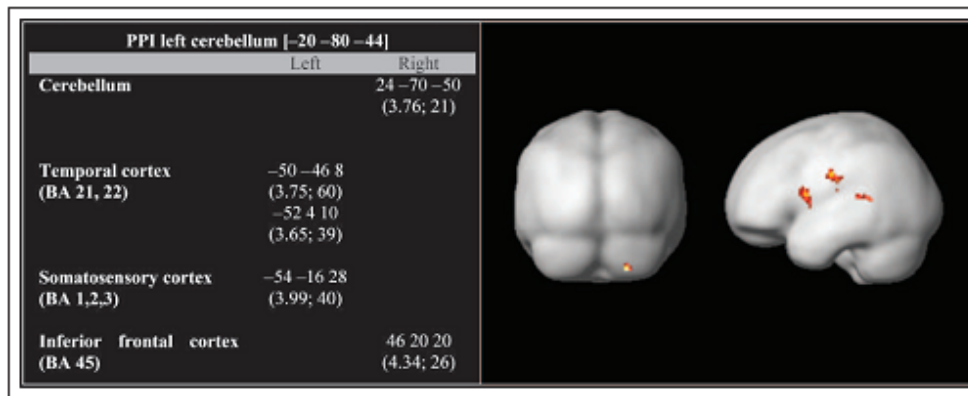 PPI left cerebellum [−20 −80 −44]
Left Right
Cerebellum 24 −70 −50
(3.76; 21)
Temporal cortex −50 −46 8
(BA 21, 22) (3.75; 60)
−52 4 10
(3.65; 39)
Somatosensory cortex −54 −16 28
(BA 1,2,3) (3.99; 40)
Inferior frontal cortex 46 20 20
(BA 45) (4.34; 26)